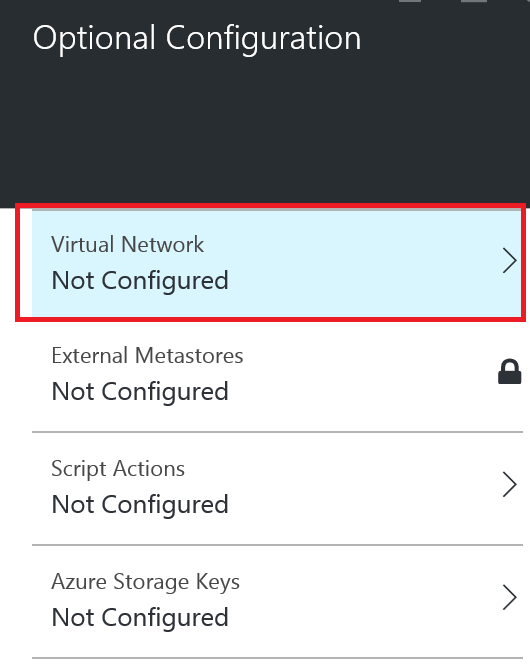 Optional Configuration
Virtual Network
Not Configured
External Metastores
Not Configured
Script Actions
Not Configured
Azure Storage Keys
Not Configured